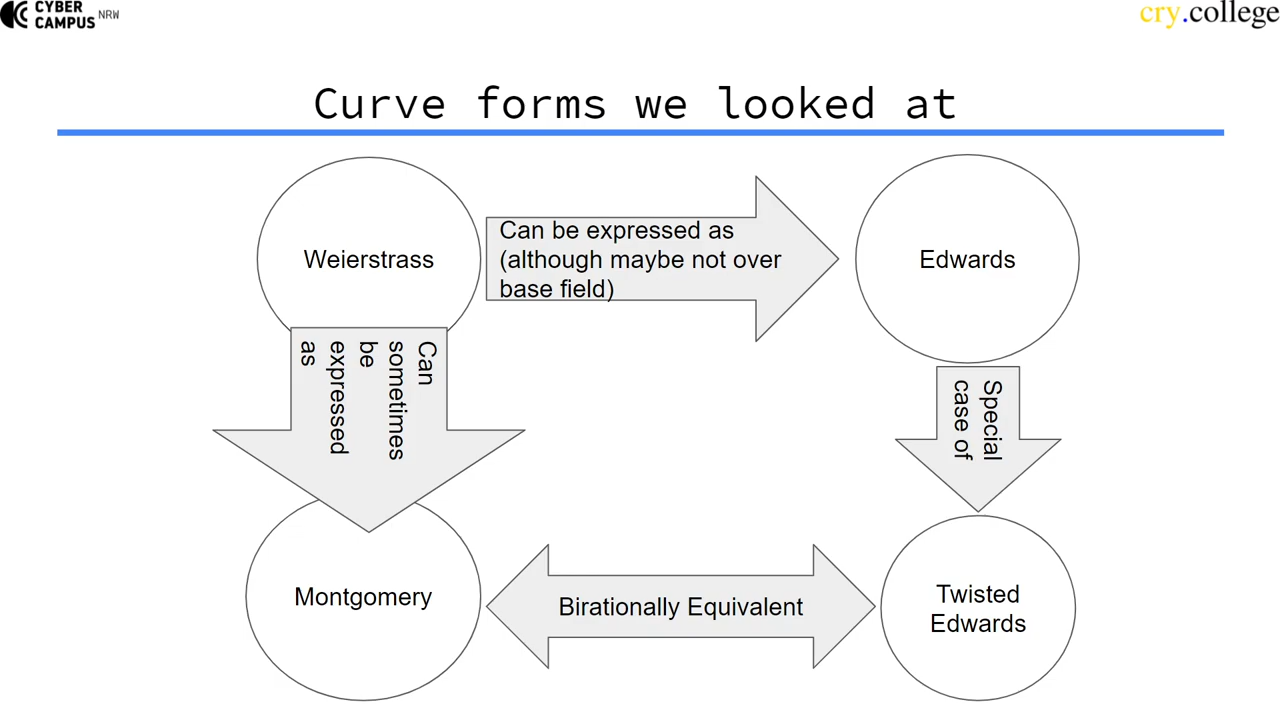 CYBER
CAMPUS NRW
cry.college
Curve forms we looked at
Weierstrass
Can be expressed as
(although maybe not over
base field)
Edwards
Can
sometimes
be
expressed
as
Special
case of
Montgomery
Birationally Equivalent
Twisted
Edwards